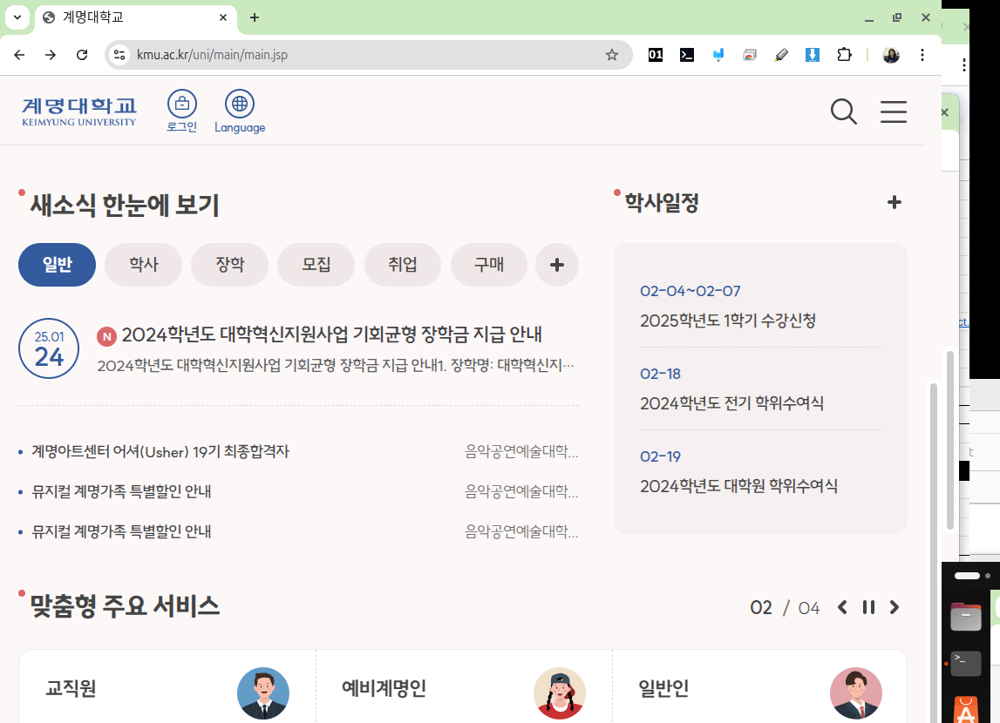 계명대학교
kmu.ac.kr/uni/main/main.jsp
01
계명대학교
KEIMYUNG UNIVERSITY
로그인
Language
새소식 한눈에 보기
일반
학사
장학
모집
취업
구매
25.01
24
N 2024학년도 대학혁신지원사업 기회균형 장학금 지급 안내
2024학년도 대학혁신지원사업 기회균형 장학금 지급 안내1. 장학명: 대학혁신지…
계명아트센터 어셔(Usher) 19기 최종합격자 음악공연예술대학...
뮤지컬 계명가족 특별할인 안내 음악공연예술대학...
뮤지컬 계명가족 특별할인 안내 음악공연예술대학...
학사일정
02-04~02-07
2025학년도 1학기 수강신청
02-18
2024학년도 전기 학위수여식
02-19
2024학년도 대학원 학위수여식
ct.
t
맞춤형 주요 서비스
02 / 04
교직원
예비계명인
일반인